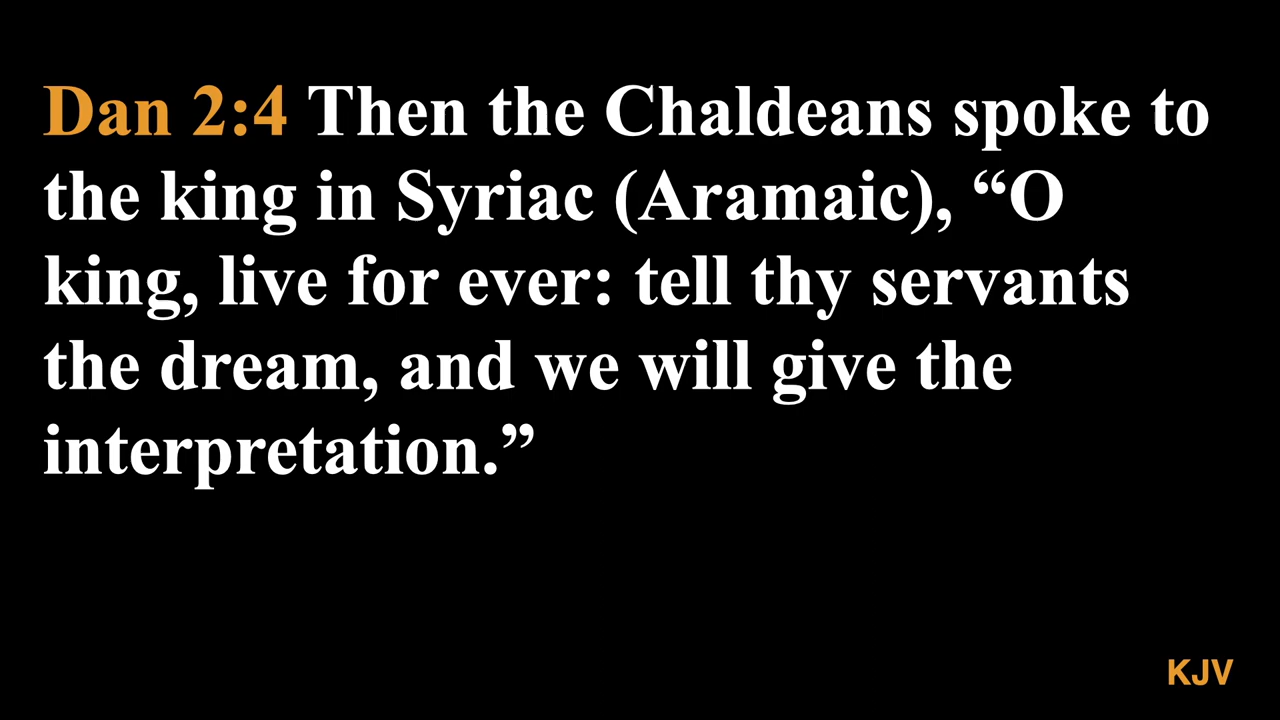 Dan 2:4 Then the Chaldeans spoke to
the king in Syriac (Aramaic), “O
king, live for ever: tell thy servants
the dream, and we will give the
interpretation.”
KJV